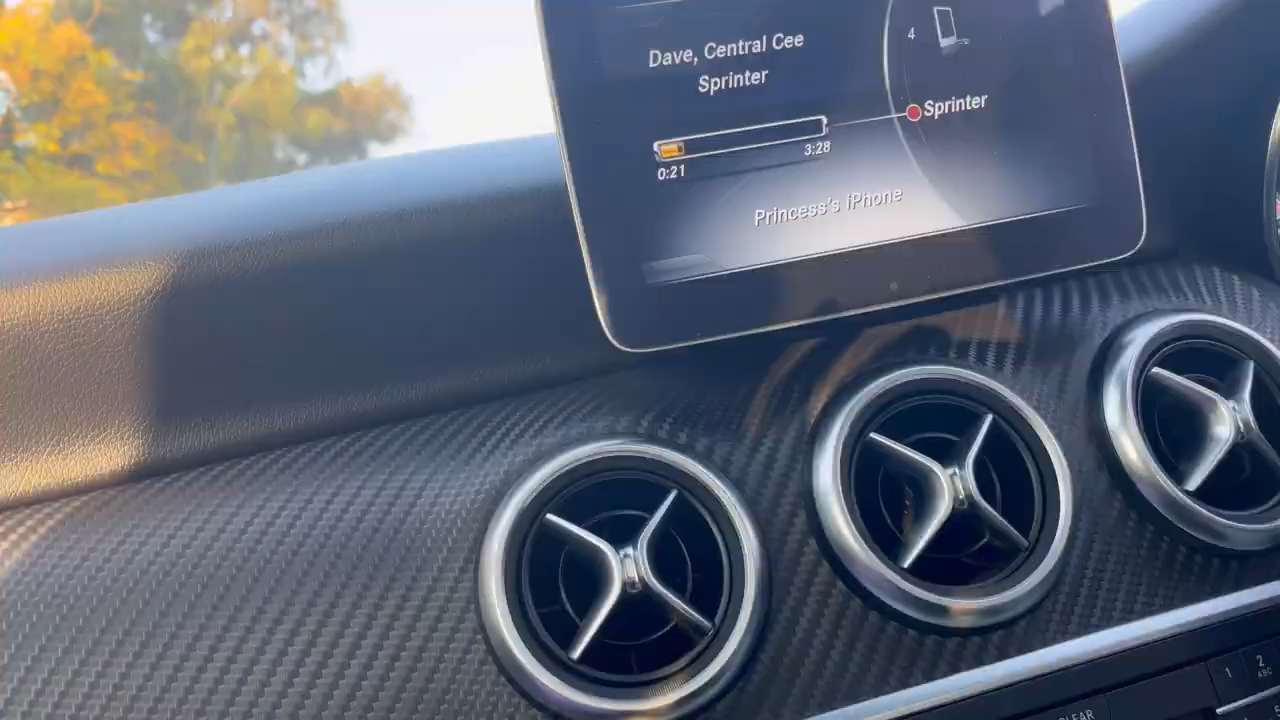 Dave, Central Cee
Sprinter
4
Sprinter
0:21
3:28
Princess's iPhone
1
2
ABC
CLEAR